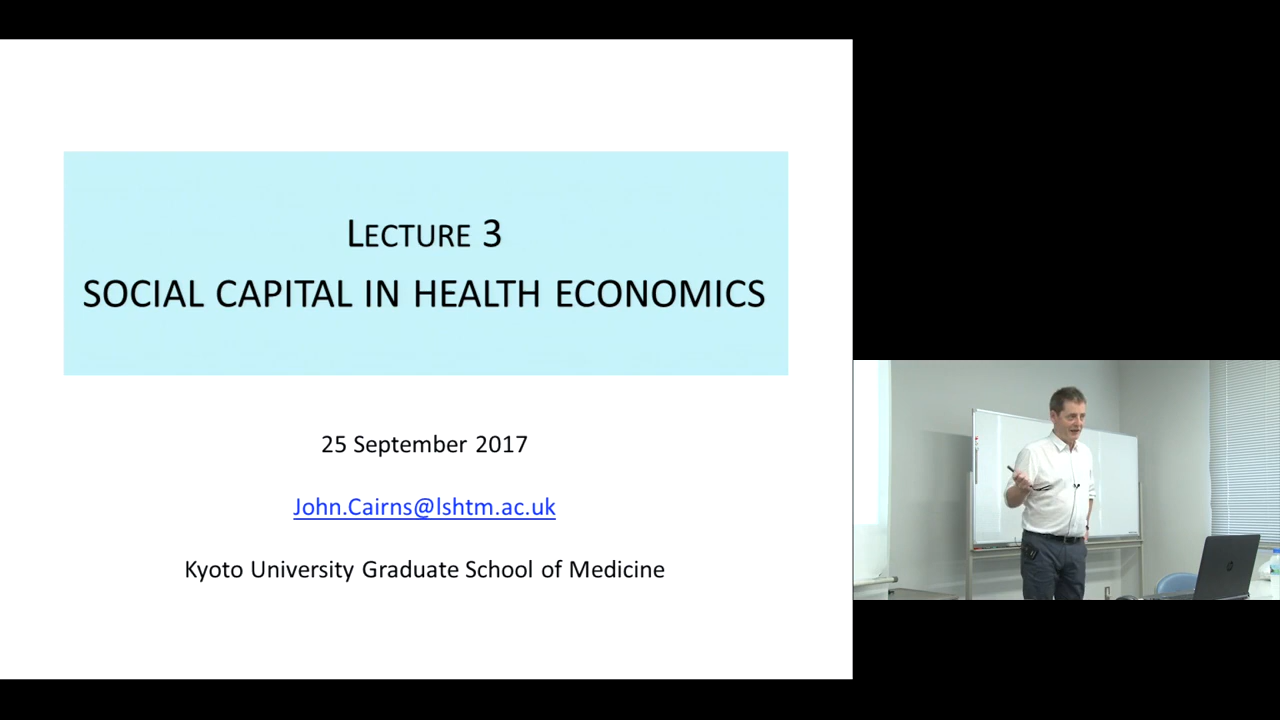 LECTURE 3
SOCIAL CAPITAL IN HEALTH ECONOMICS
25 September 2017
John.Cairns@lshtm.ac.uk
Kyoto University Graduate School of Medicine